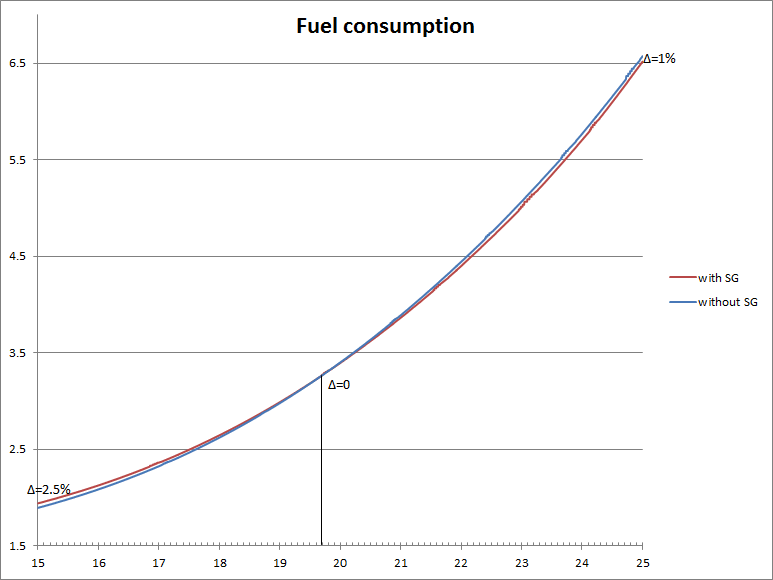 Fuel consumption
6.5
Δ=1%
5.5
4.5
with SG
without SG
3.5
Δ=0
2.5
Δ=2.5%
1.5
15 16 17 18 19 20 21 22 23 24 25